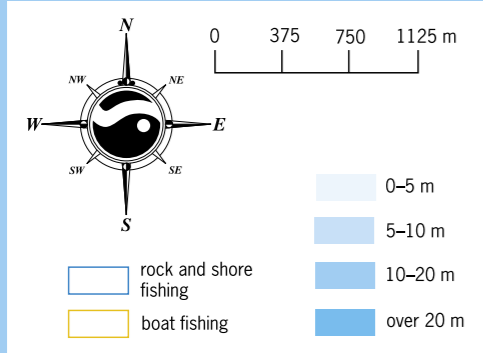 N
0 375 750 1125 m
NW NE
W E
SW SE
S
0–5 m
5–10 m
rock and shore
fishing
10–20 m
boat fishing
over 20 m